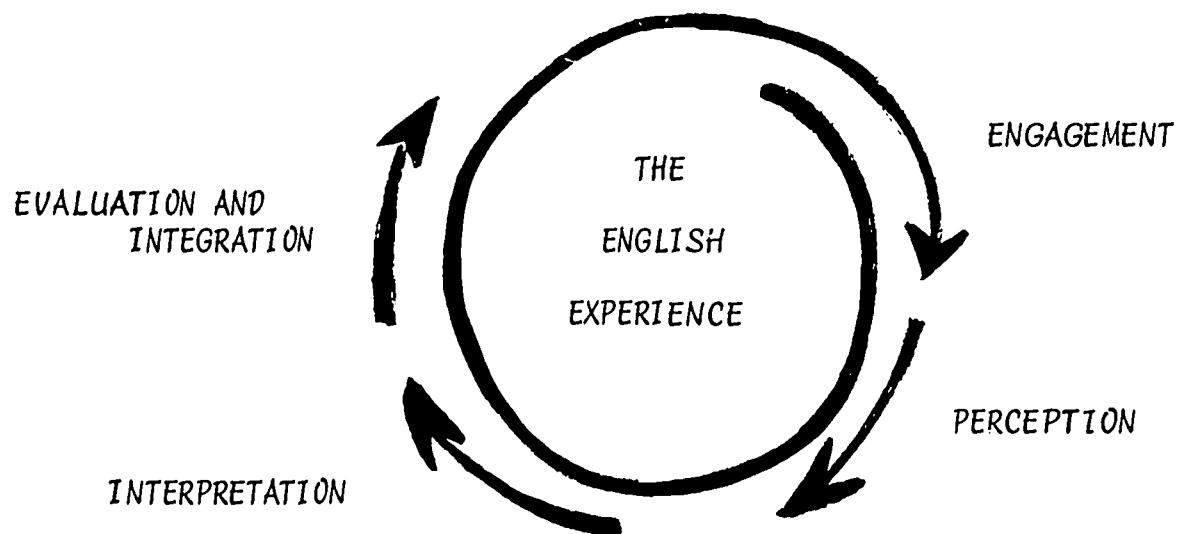 THE
ENGLISH
EXPERIENCE
ENGAGEMENT
PERCEPTION
INTERPRETATION
EVALUATION AND
INTEGRATION